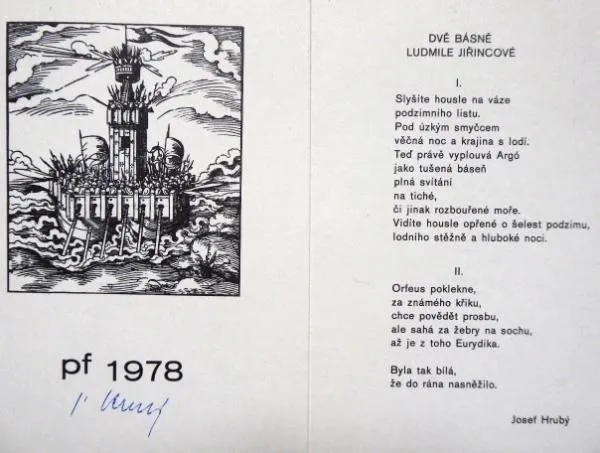 pf 1978
DVĚ BÁSNĚ
LUDMILE JIŘINCOVÉ
I.
Slyšíte housle na váze
podzimního listu.
Pod úzkým smyčcem
věčná noc a krajina s lodí.
Teď právě vyplouvá Argó
jako tušená báseň
plná svítání
na tiché,
či jinak rozbouřené moře.
Vidíte housle opřené o šelest podzimu,
lodního stěžně a hluboké noci.
II.
Orfeus poklekne,
za známého křiku,
chce povědět prosbu,
ale sahá za žebry na sochu,
až je z toho Eurydika.
Byla tak bílá,
že do rána nasněžilo.
Josef Hrubý